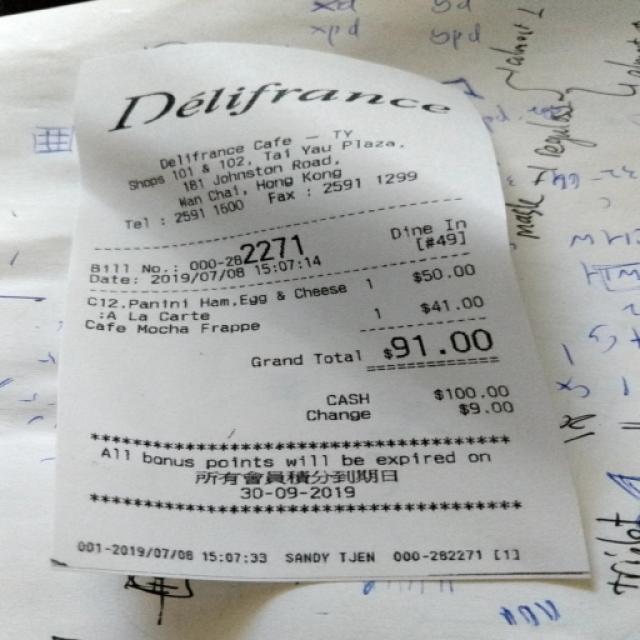 Délifrance
Delifrance Cafe - TY
Shops 101 & 102, Tai Yau Plaza,
181 Johnston Road,
Wan Chai, Hong Kong
Tel : 2591 1600 Fax : 2591 1299
Dine In
Bill No.: 000-282271 [#49]
Date: 2019/07/08 15:07:14
C12.Panini Ham,Egg & Cheese 1 $50.00
:A La Carte
Cafe Mocha Frappe 1 $41.00
Grand Total $91.00
CASH $100.00
Change $9.00
****************************************
All bonus points will be expired on
所有會員積分到期日
30-09-2019
****************************************
001-2019/07/08 15:07:33 SANDY TJEN 000-282271 [1]
xpd